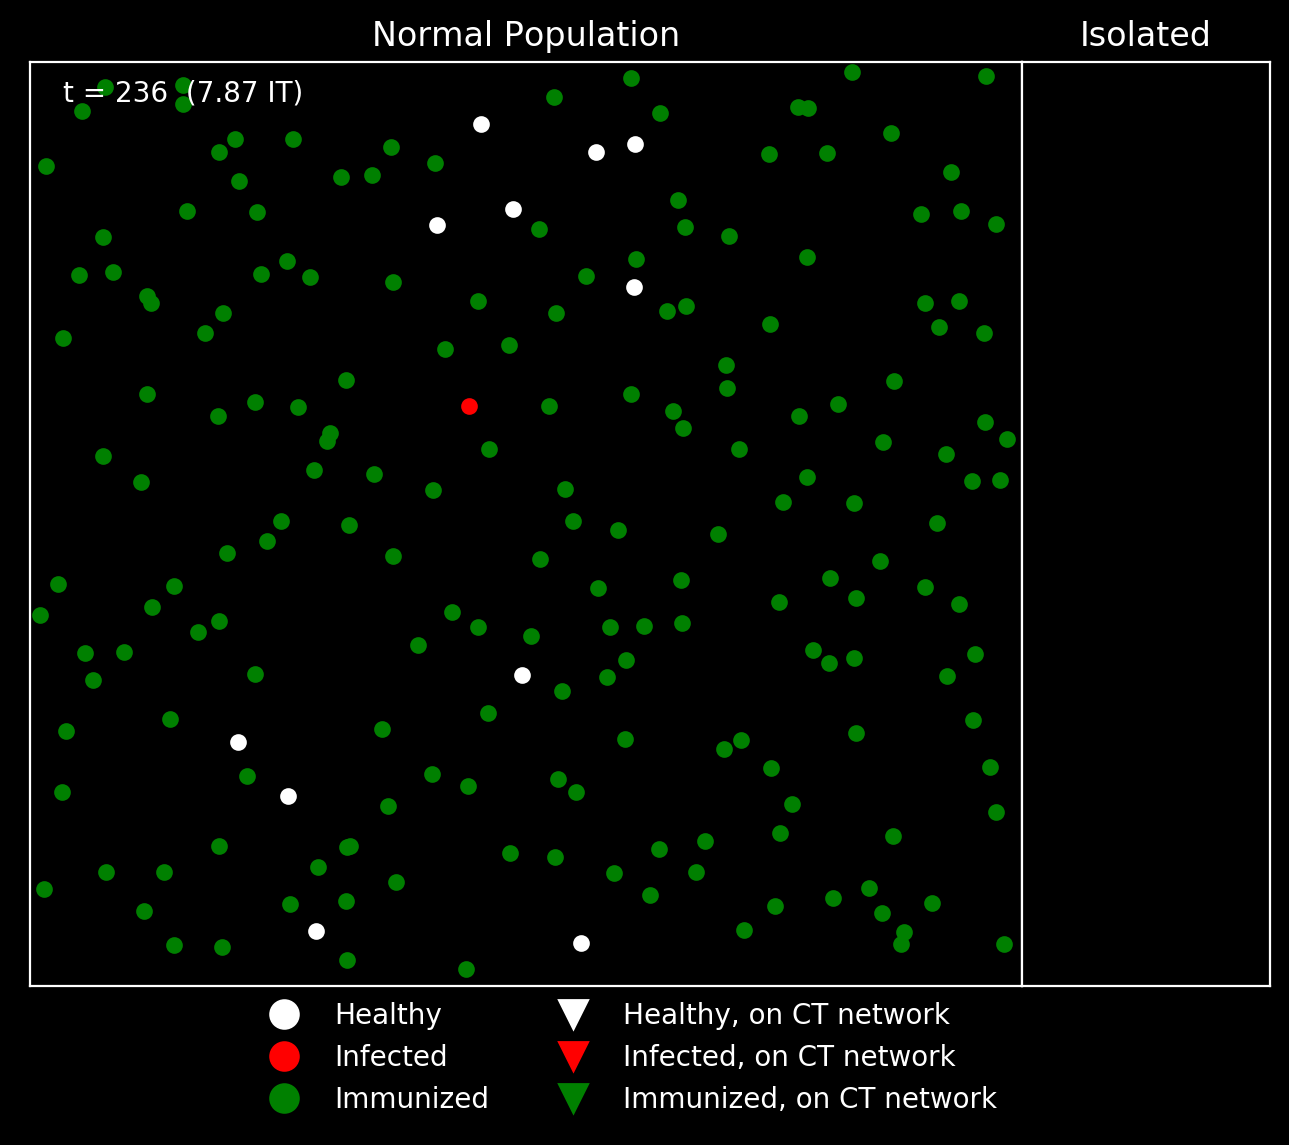 Normal Population
Isolated
t = 236  (7.87 IT)
Healthy
Infected
Immunized
Healthy, on CT network
Infected, on CT network
Immunized, on CT network